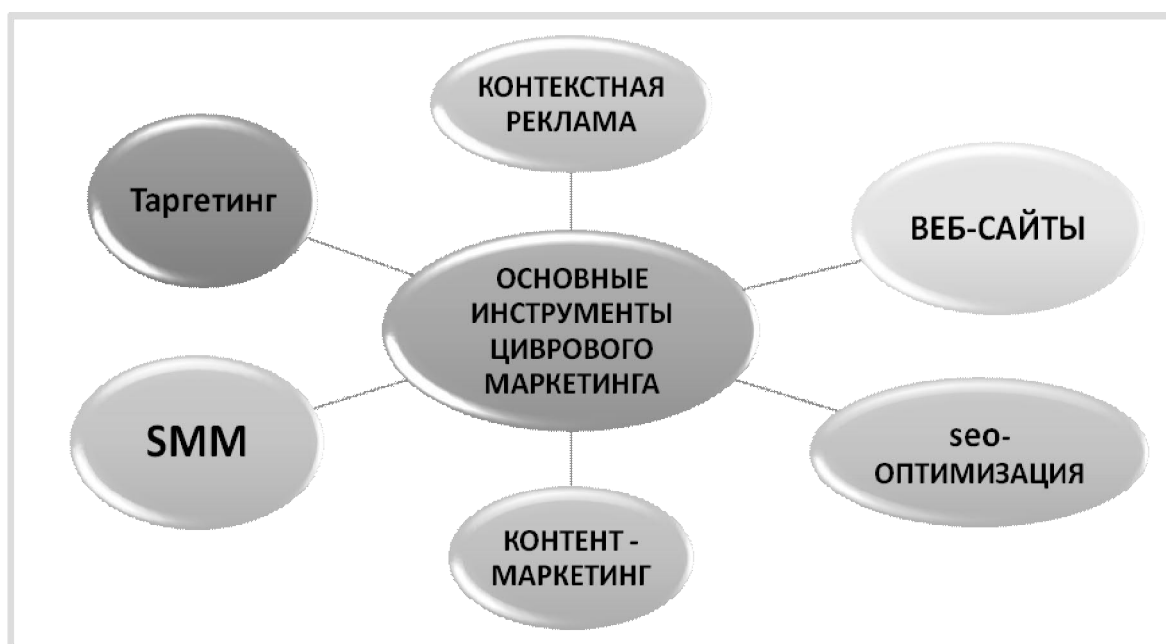 КОНТЕКСТНАЯ
РЕКЛАМА
Таргетинг
ВЕБ-САЙТЫ
ОСНОВНЫЕ
ИНСТРУМЕНТЫ
ЦИВРОВОГО
МАРКЕТИНГА
SMM
seo-
ОПТИМИЗАЦИЯ
КОНТЕНТ -
МАРКЕТИНГ